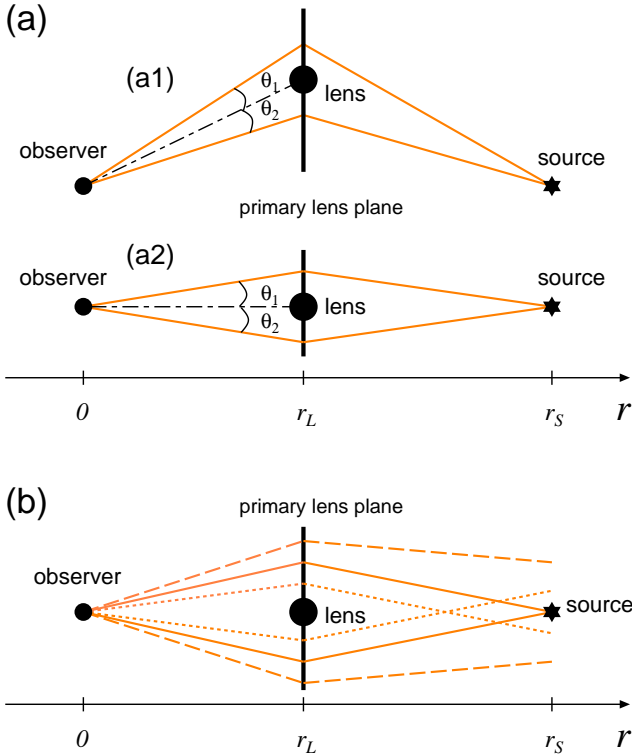 (a)
(a1)
θ1
θ2
lens
observer
source
primary lens plane
(a2)
observer
source
θ1
θ2
lens
0
rL
rS
r
(b)
primary lens plane
observer
lens
source
0
rL
rS
r